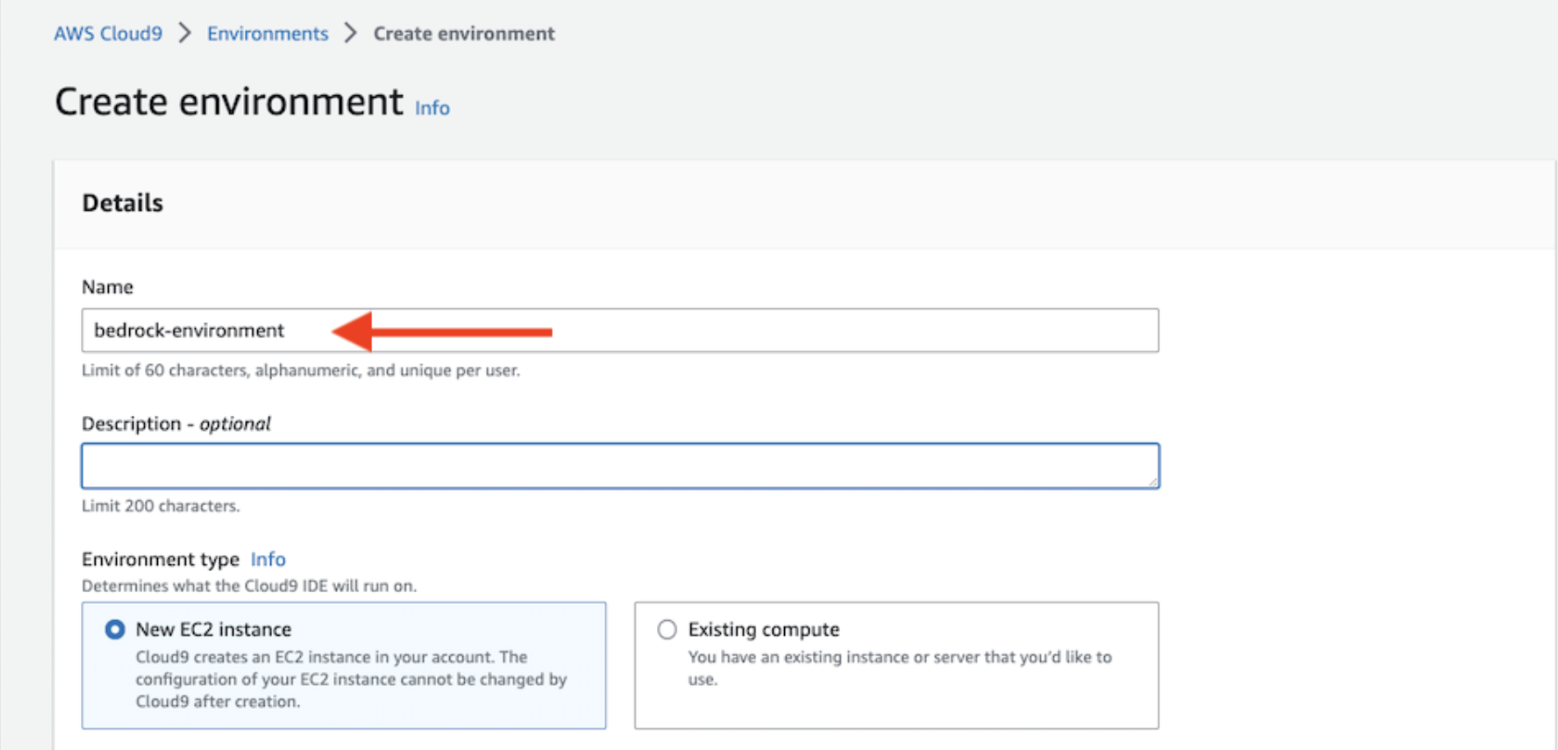 AWS Cloud9 > Environments > Create environment
Create environment Info
Details
Name
bedrock-environment
Limit of 60 characters, alphanumeric, and unique per user.
Description - optional
Limit 200 characters.
Environment type Info
Determines what the Cloud9 IDE will run on.
New EC2 instance
Cloud9 creates an EC2 instance in your account. The
configuration of your EC2 instance cannot be changed by
Cloud9 after creation.
Existing compute
You have an existing instance or server that you'd like to
use.